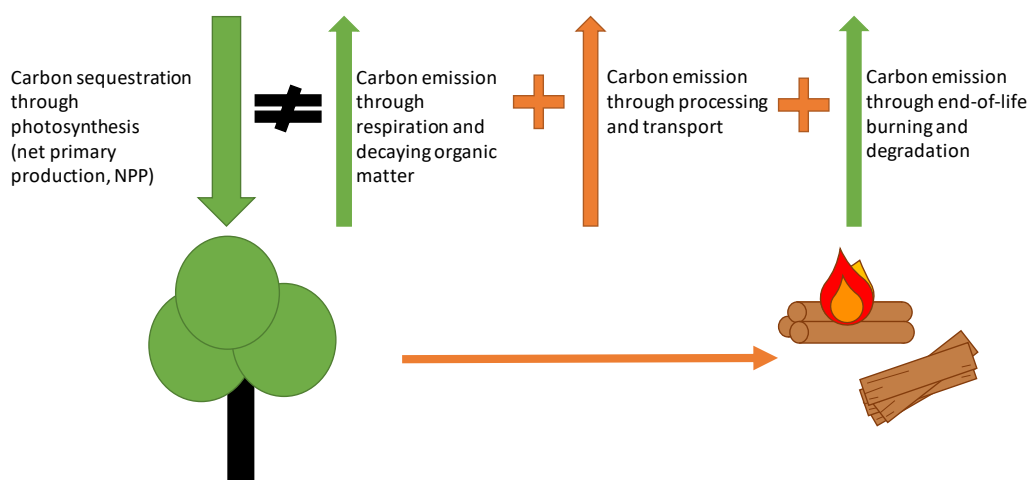 Carbon sequestration
through
photosynthesis
(net primary
production, NPP)
≠
Carbon emission
through
respiration and
decaying organic
matter
+
Carbon emission
through processing
and transport
+
Carbon emission
through end-of-life
burning and
degradation